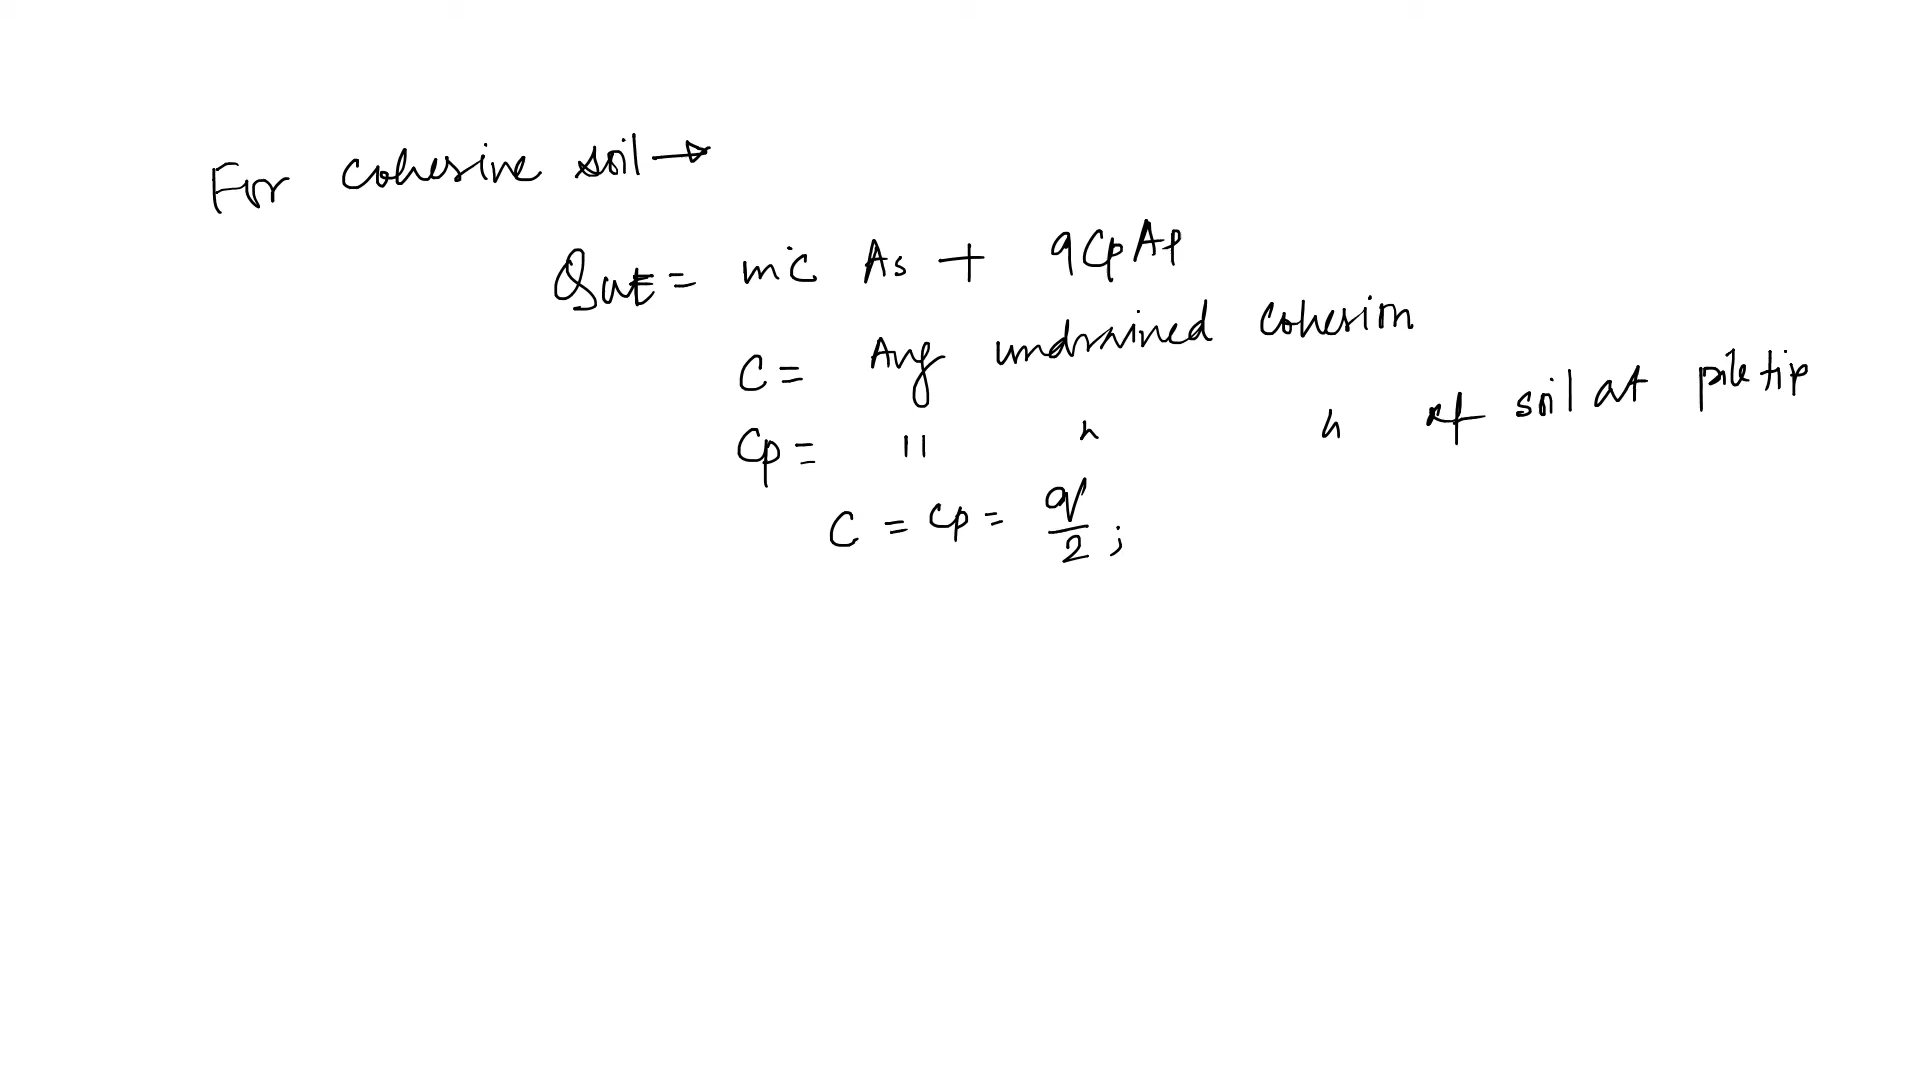 For cohesive soil →
Qult = mc As + 9CpAp
C = Avg undrained cohesion
Cp = " " " of soil at pile tip
C = Cp = q/2 ;